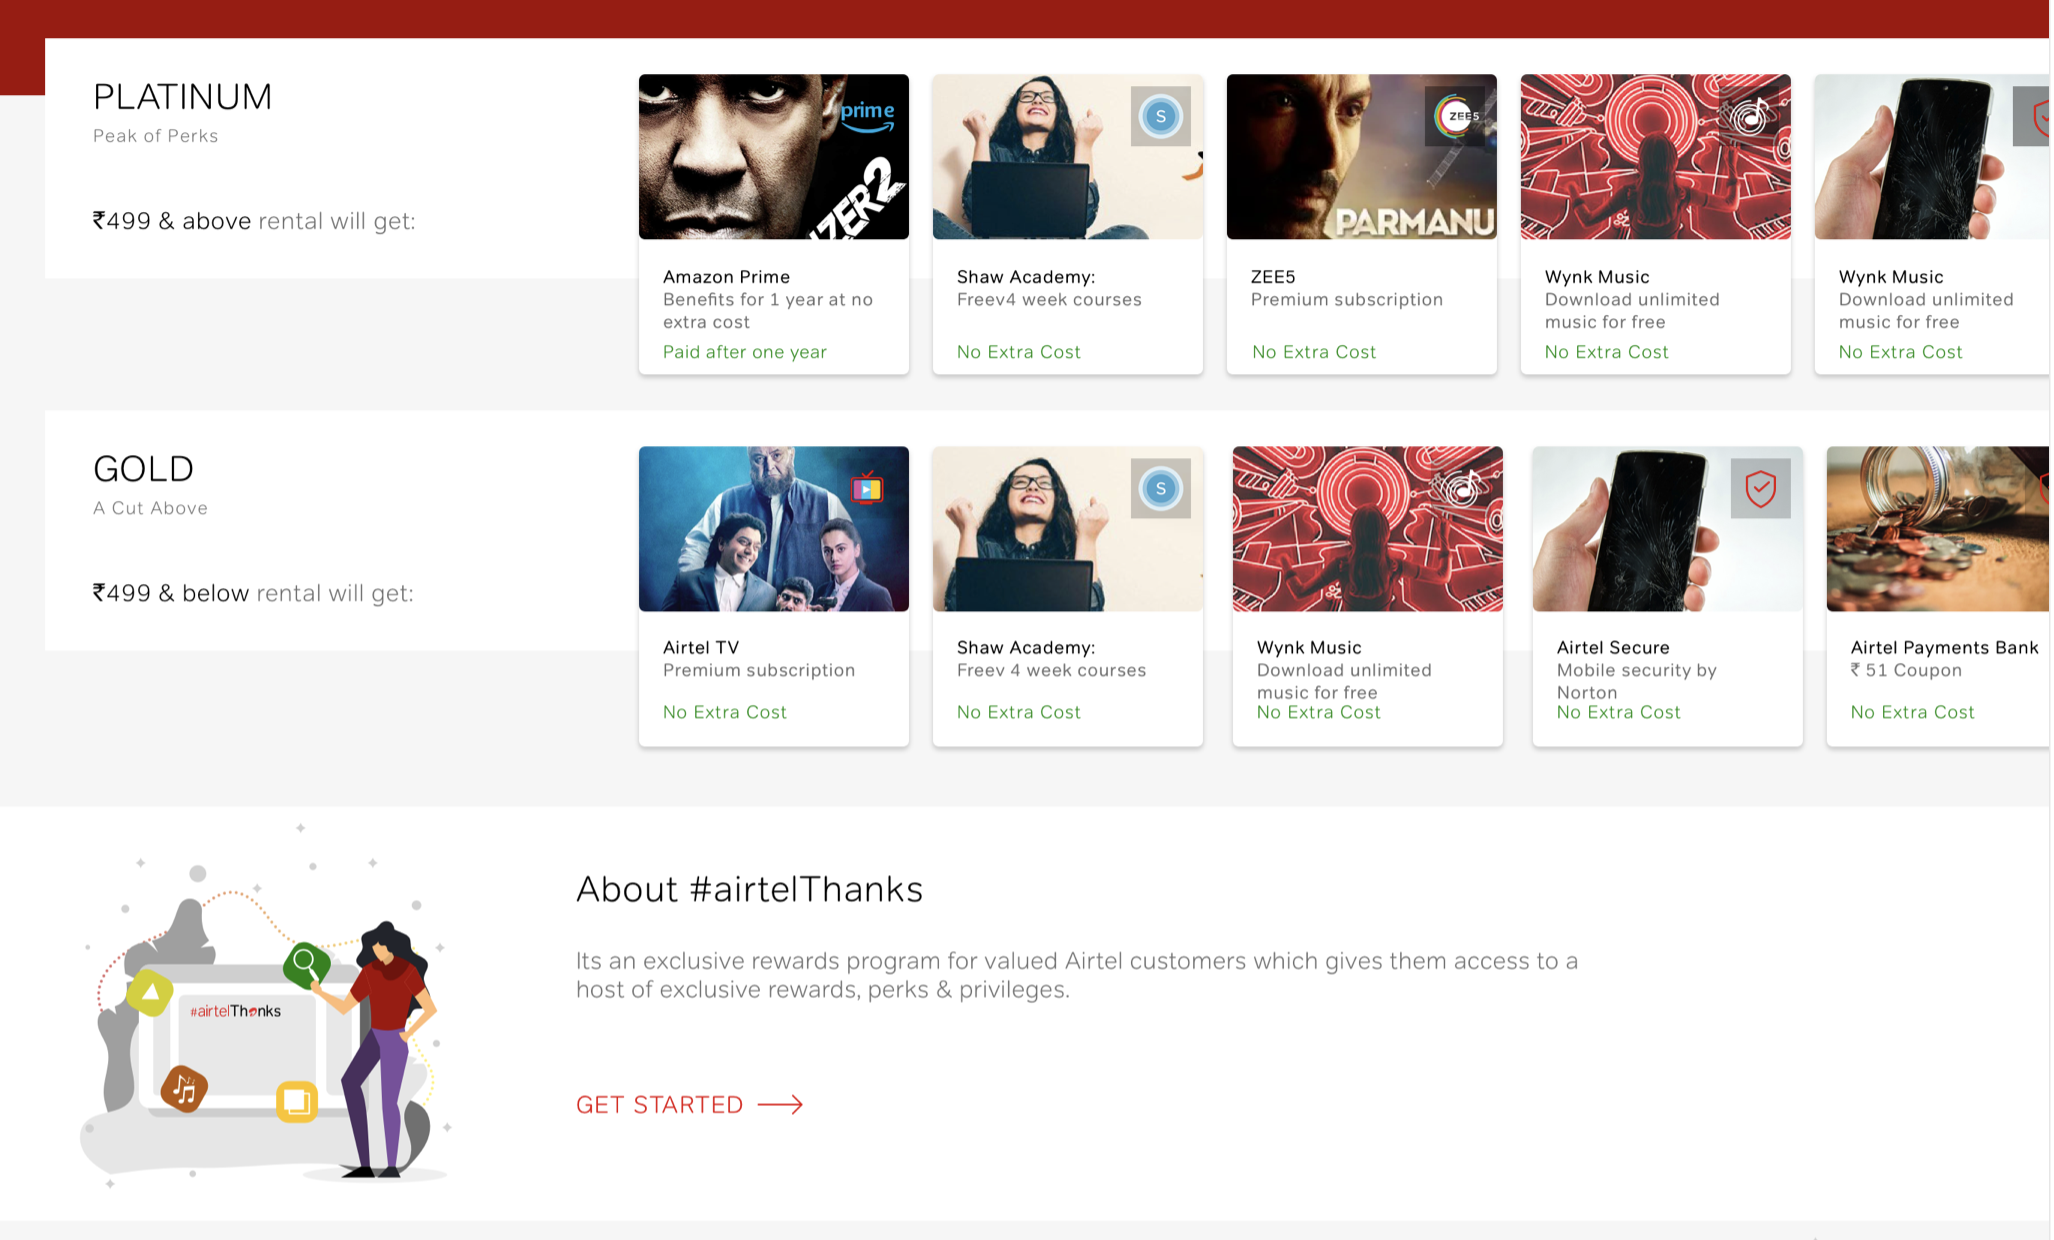 PLATINUM
Peak of Perks
₹499 & above rental will get:
prime
ZER2
Amazon Prime
Benefits for 1 year at no
extra cost
Paid after one year
S
Shaw Academy:
Freev4 week courses
No Extra Cost
ZEE5
PARMANU
ZEE5
Premium subscription
No Extra Cost
Wynk Music
Download unlimited
music for free
No Extra Cost
Wynk Music
Download unlimited
music for free
No Extra Cost
GOLD
A Cut Above
₹499 & below rental will get:
Airtel TV
Premium subscription
No Extra Cost
S
Shaw Academy:
Freev 4 week courses
No Extra Cost
Wynk Music
Download unlimited
music for free
No Extra Cost
Airtel Secure
Mobile security by
Norton
No Extra Cost
Airtel Payments Bank
₹ 51 Coupon
No Extra Cost
#airtelThanks
About #airtelThanks
Its an exclusive rewards program for valued Airtel customers which gives them access to a
host of exclusive rewards, perks & privileges.
GET STARTED